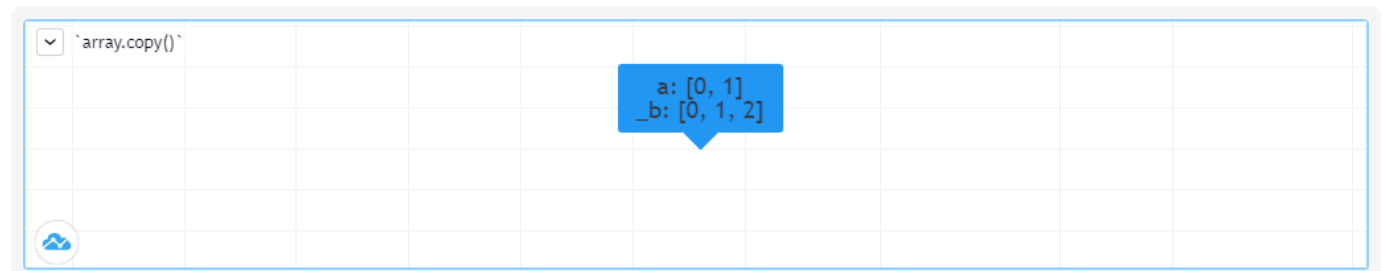 `array.copy()`
a: [0, 1]
_b: [0, 1, 2]